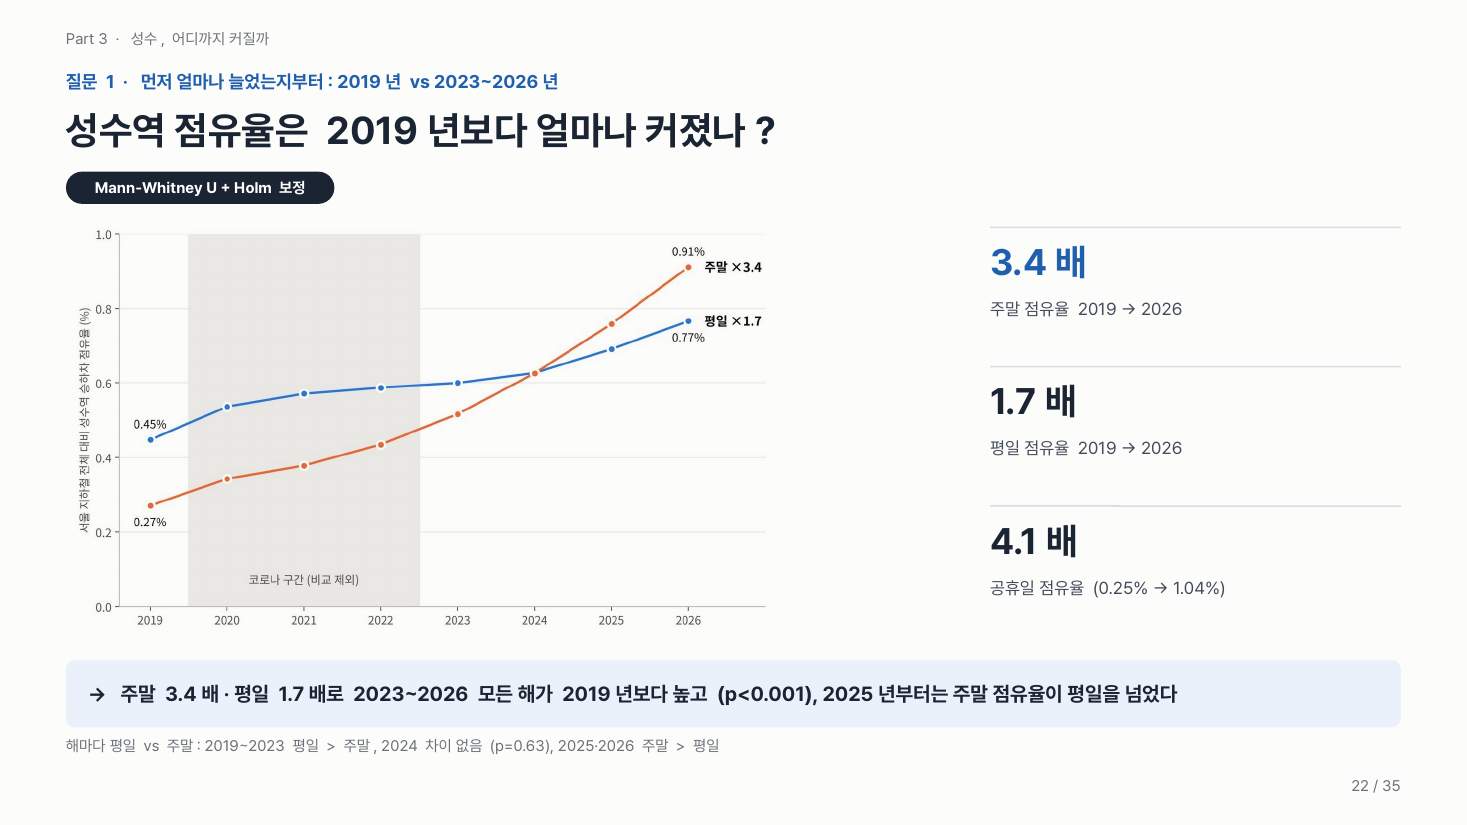 Part 3 · 성수, 어디까지 커질까
질문 1 · 먼저 얼마나 늘었는지부터 : 2019 년 vs 2023~2026 년
성수역 점유율은 2019 년보다 얼마나 커졌나 ?
Mann-Whitney U + Holm 보정
서울 지하철 전체 대비 성수역 승하차 점유율 (%)
1.0
0.8
0.6
0.4
0.2
0.0
0.45%
0.27%
0.91%
주말 ×3.4
평일 ×1.7
0.77%
코로나 구간 (비교 제외)
2019 2020 2021 2022 2023 2024 2025 2026
3.4 배
주말 점유율 2019 → 2026
1.7 배
평일 점유율 2019 → 2026
4.1 배
공휴일 점유율 (0.25% → 1.04%)
→ 주말 3.4 배 · 평일 1.7 배로 2023~2026 모든 해가 2019 년보다 높고 (p<0.001), 2025 년부터는 주말 점유율이 평일을 넘었다
해마다 평일 vs 주말 : 2019~2023 평일 > 주말 , 2024 차이 없음 (p=0.63), 2025·2026 주말 > 평일
22 / 35